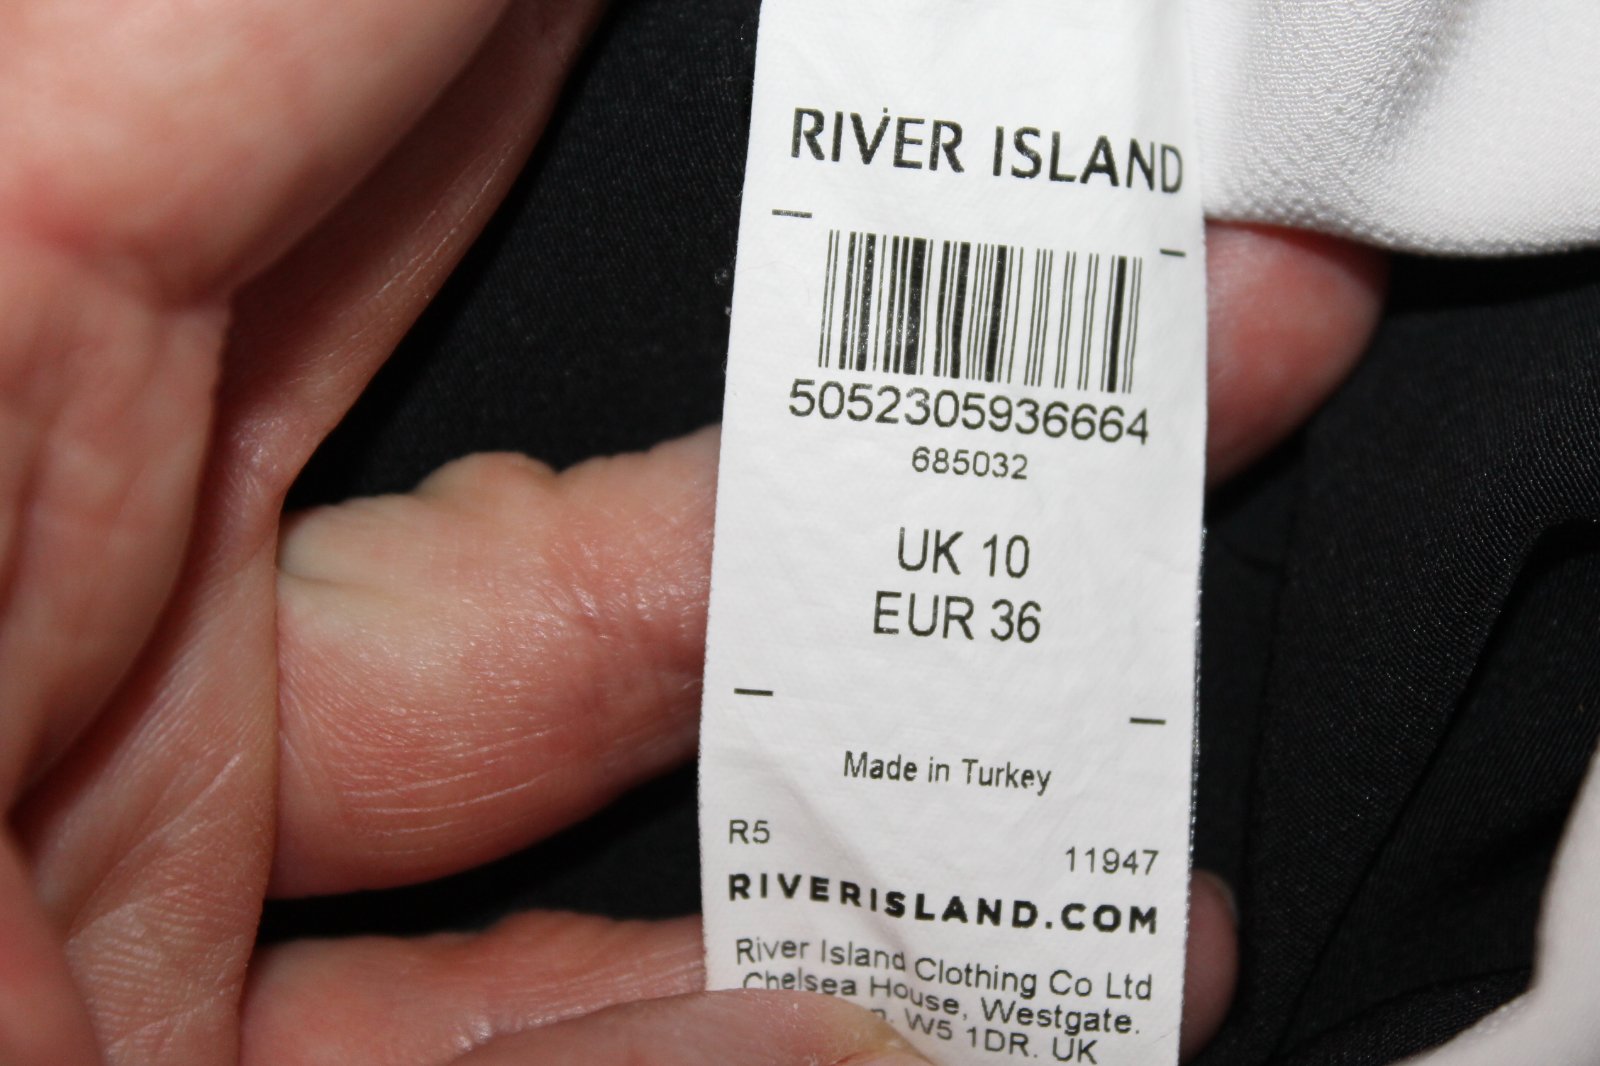 RIVER ISLAND
5052305936664
685032
UK 10
EUR 36
Made in Turkey
R5
11947
RIVERISLAND.COM
River Island Clothing Co Ltd
Chelsea House, Westgate.
W5 1DR. UK